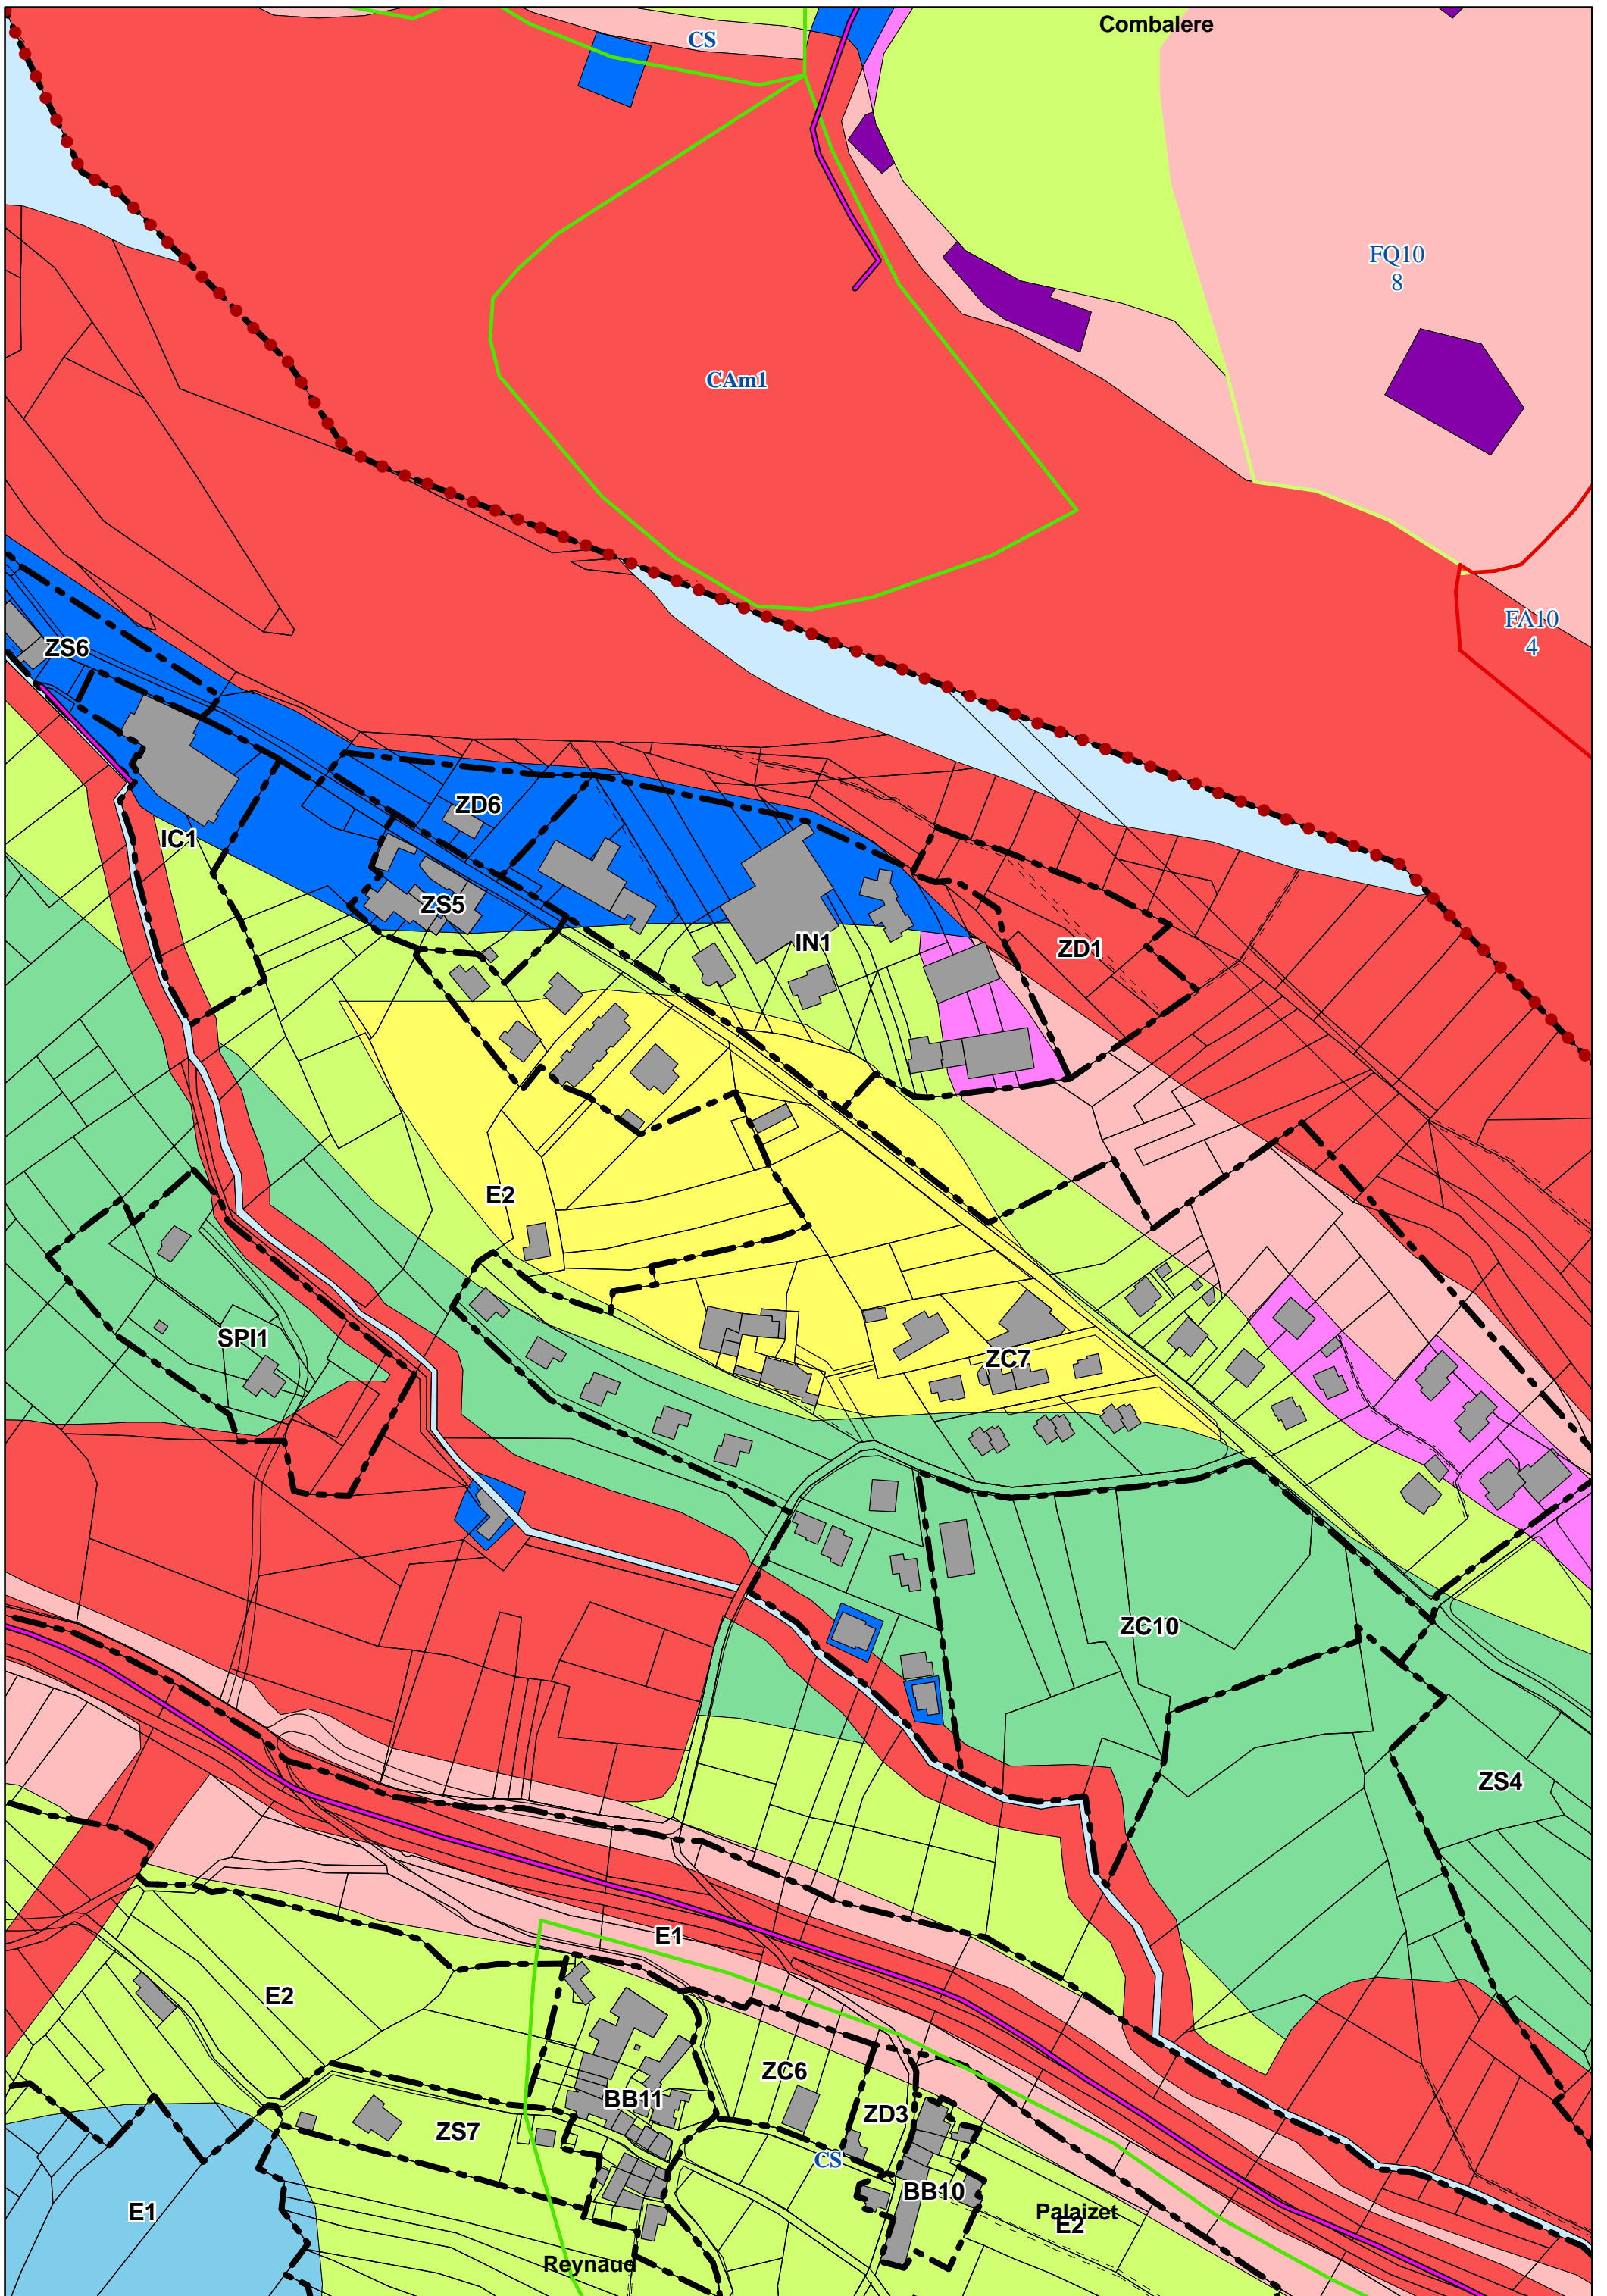 Combalere
CS
FQ10
8
CAm1
FA10
4
ZS6
ZD6
IC1
ZS5
IN1
ZD1
E2
SPI1
ZC7
ZC10
ZS4
E1
E2
ZC6
BB11
ZD3
ZS7
CS
BB10
E1
Palaizet
E2
Reynaud